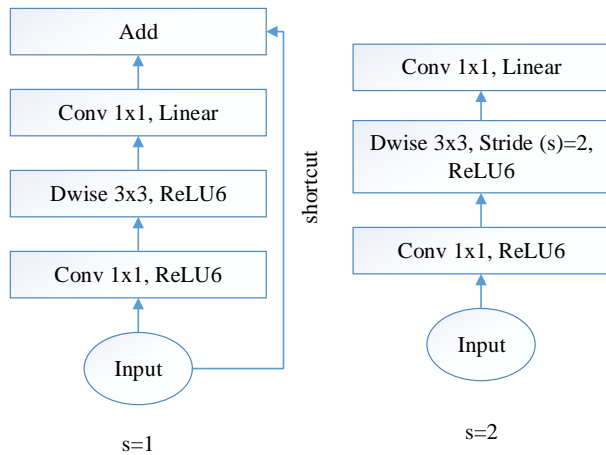 Add
Conv 1x1, Linear
Dwise 3x3, ReLU6
Conv 1x1, ReLU6
Input
shortcut
s=1
Conv 1x1, Linear
Dwise 3x3, Stride (s)=2,
ReLU6
Conv 1x1, ReLU6
Input
s=2